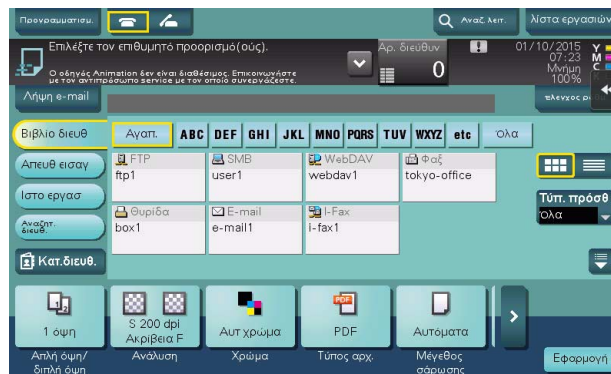 Προγραμματισμ.
Αναζ. λειτ.
λίστα εργασιών
Επιλέξτε τον επιθυμητό προορισμό(ούς).
Ο οδηγός Animation δεν είναι διαθέσιμος. Επικοινωνήστε
με τον αντιπρόσωπο service με τον οποίο συνεργάζεστε.
Αρ. διευθύν
0
01/10/2015
07:23
Μνήμη
100%
Y
M
C
Λήψη e-mail
Βιβλίο διευθ
Αγαπ.
ABC
DEF
GHI
JKL
MNO
PQRS
TUV
WXYZ
etc
Όλα
Απευθ εισαγ
Ιστο εργασ
Αναζητ.
διευθ.
Κατ.διευθ.
FTP
ftp1
SMB
user1
WebDAV
webdav1
Φαξ
tokyo-office
Θυρίδα
box1
E-mail
e-mail1
I-Fax
i-fax1
Τύπ. πρόσθ
Όλα
1 όψη
S 200 dpi
Ακρίβεια F
Αυτ χρώμα
PDF
PDF
Αυτόματα
Απλή όψη/
διπλή όψη
Ανάλυση
Χρώμα
Τύπος αρχ.
Μέγεθος
σάρωσης
Εφαρμογή